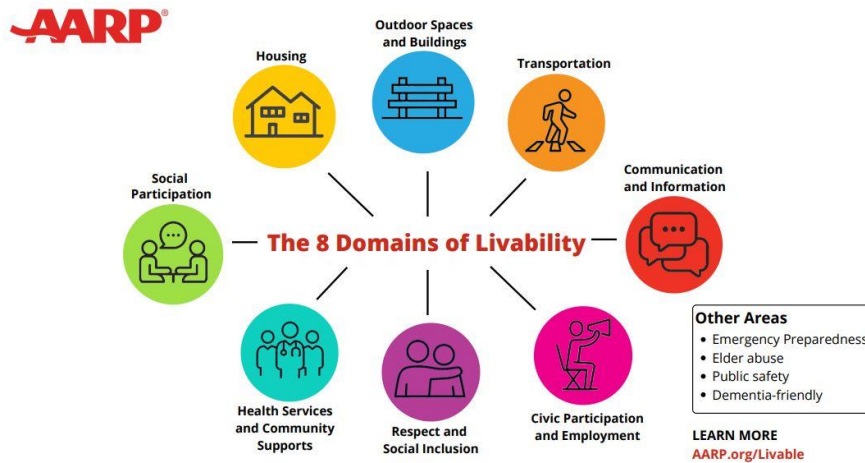 AARP®
Outdoor Spaces
and Buildings
Housing
Transportation
Social
Participation
Communication
and Information
The 8 Domains of Livability
Health Services
and Community
Supports
Respect and
Social Inclusion
Civic Participation
and Employment
Other Areas
• Emergency Preparedness
• Elder abuse
• Public safety
• Dementia-friendly
LEARN MORE
AARP.org/Livable